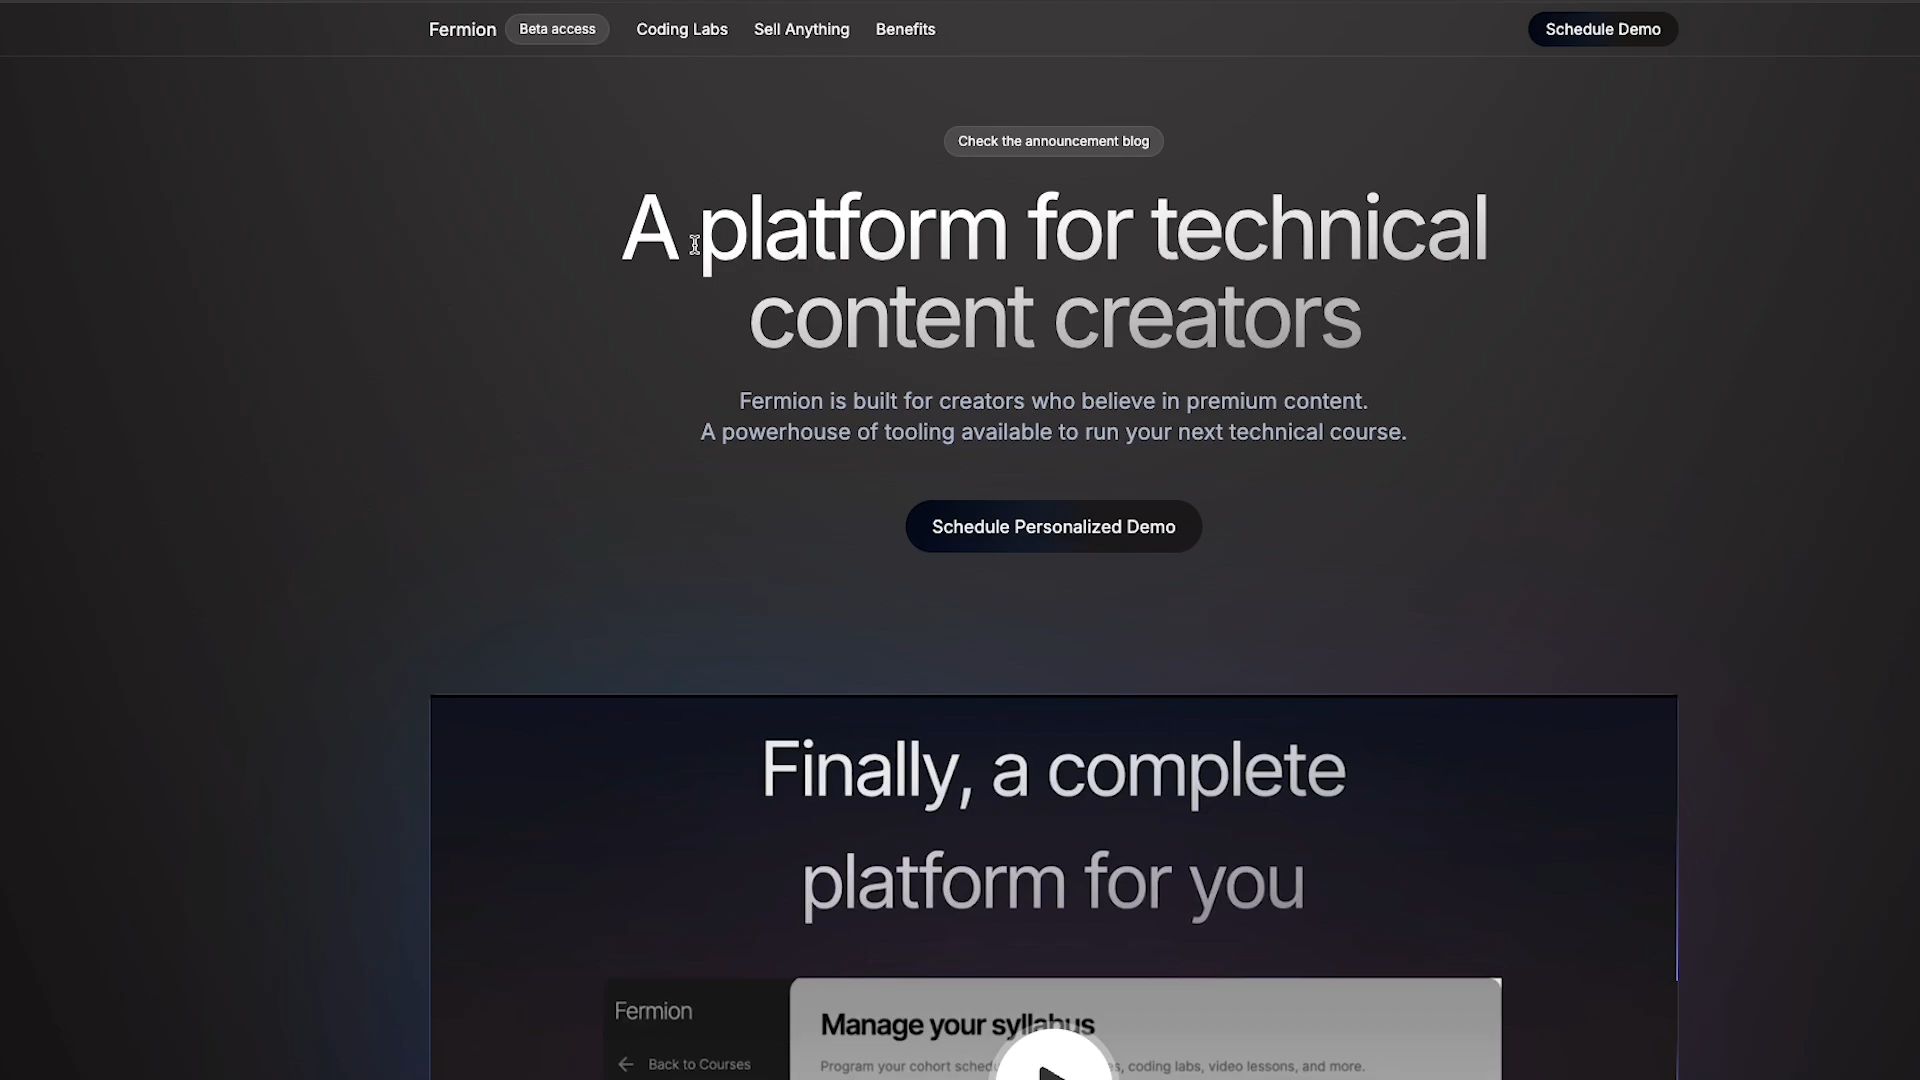 Fermion
Beta access
Coding Labs
Sell Anything
Benefits
Schedule Demo
Check the announcement blog
A platform for technical
content creators
Fermion is built for creators who believe in premium content.
A powerhouse of tooling available to run your next technical course.
Schedule Personalized Demo
Finally, a complete
platform for you
Fermion
Manage your syllabus
Back to Courses
Program your cohort , coding labs, video lessons, and more.